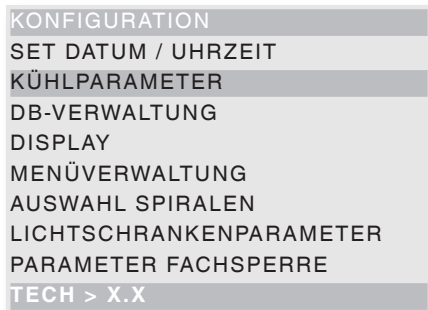 KONFIGURATION
SET DATUM / UHRZEIT
KÜHLPARAMETER
DB-VERWALTUNG
DISPLAY
MENÜVERWALTUNG
AUSWAHL SPIRALEN
LICHTSCHRANKENPARAMETER
PARAMETER FACHSPERRE
TECH > X.X